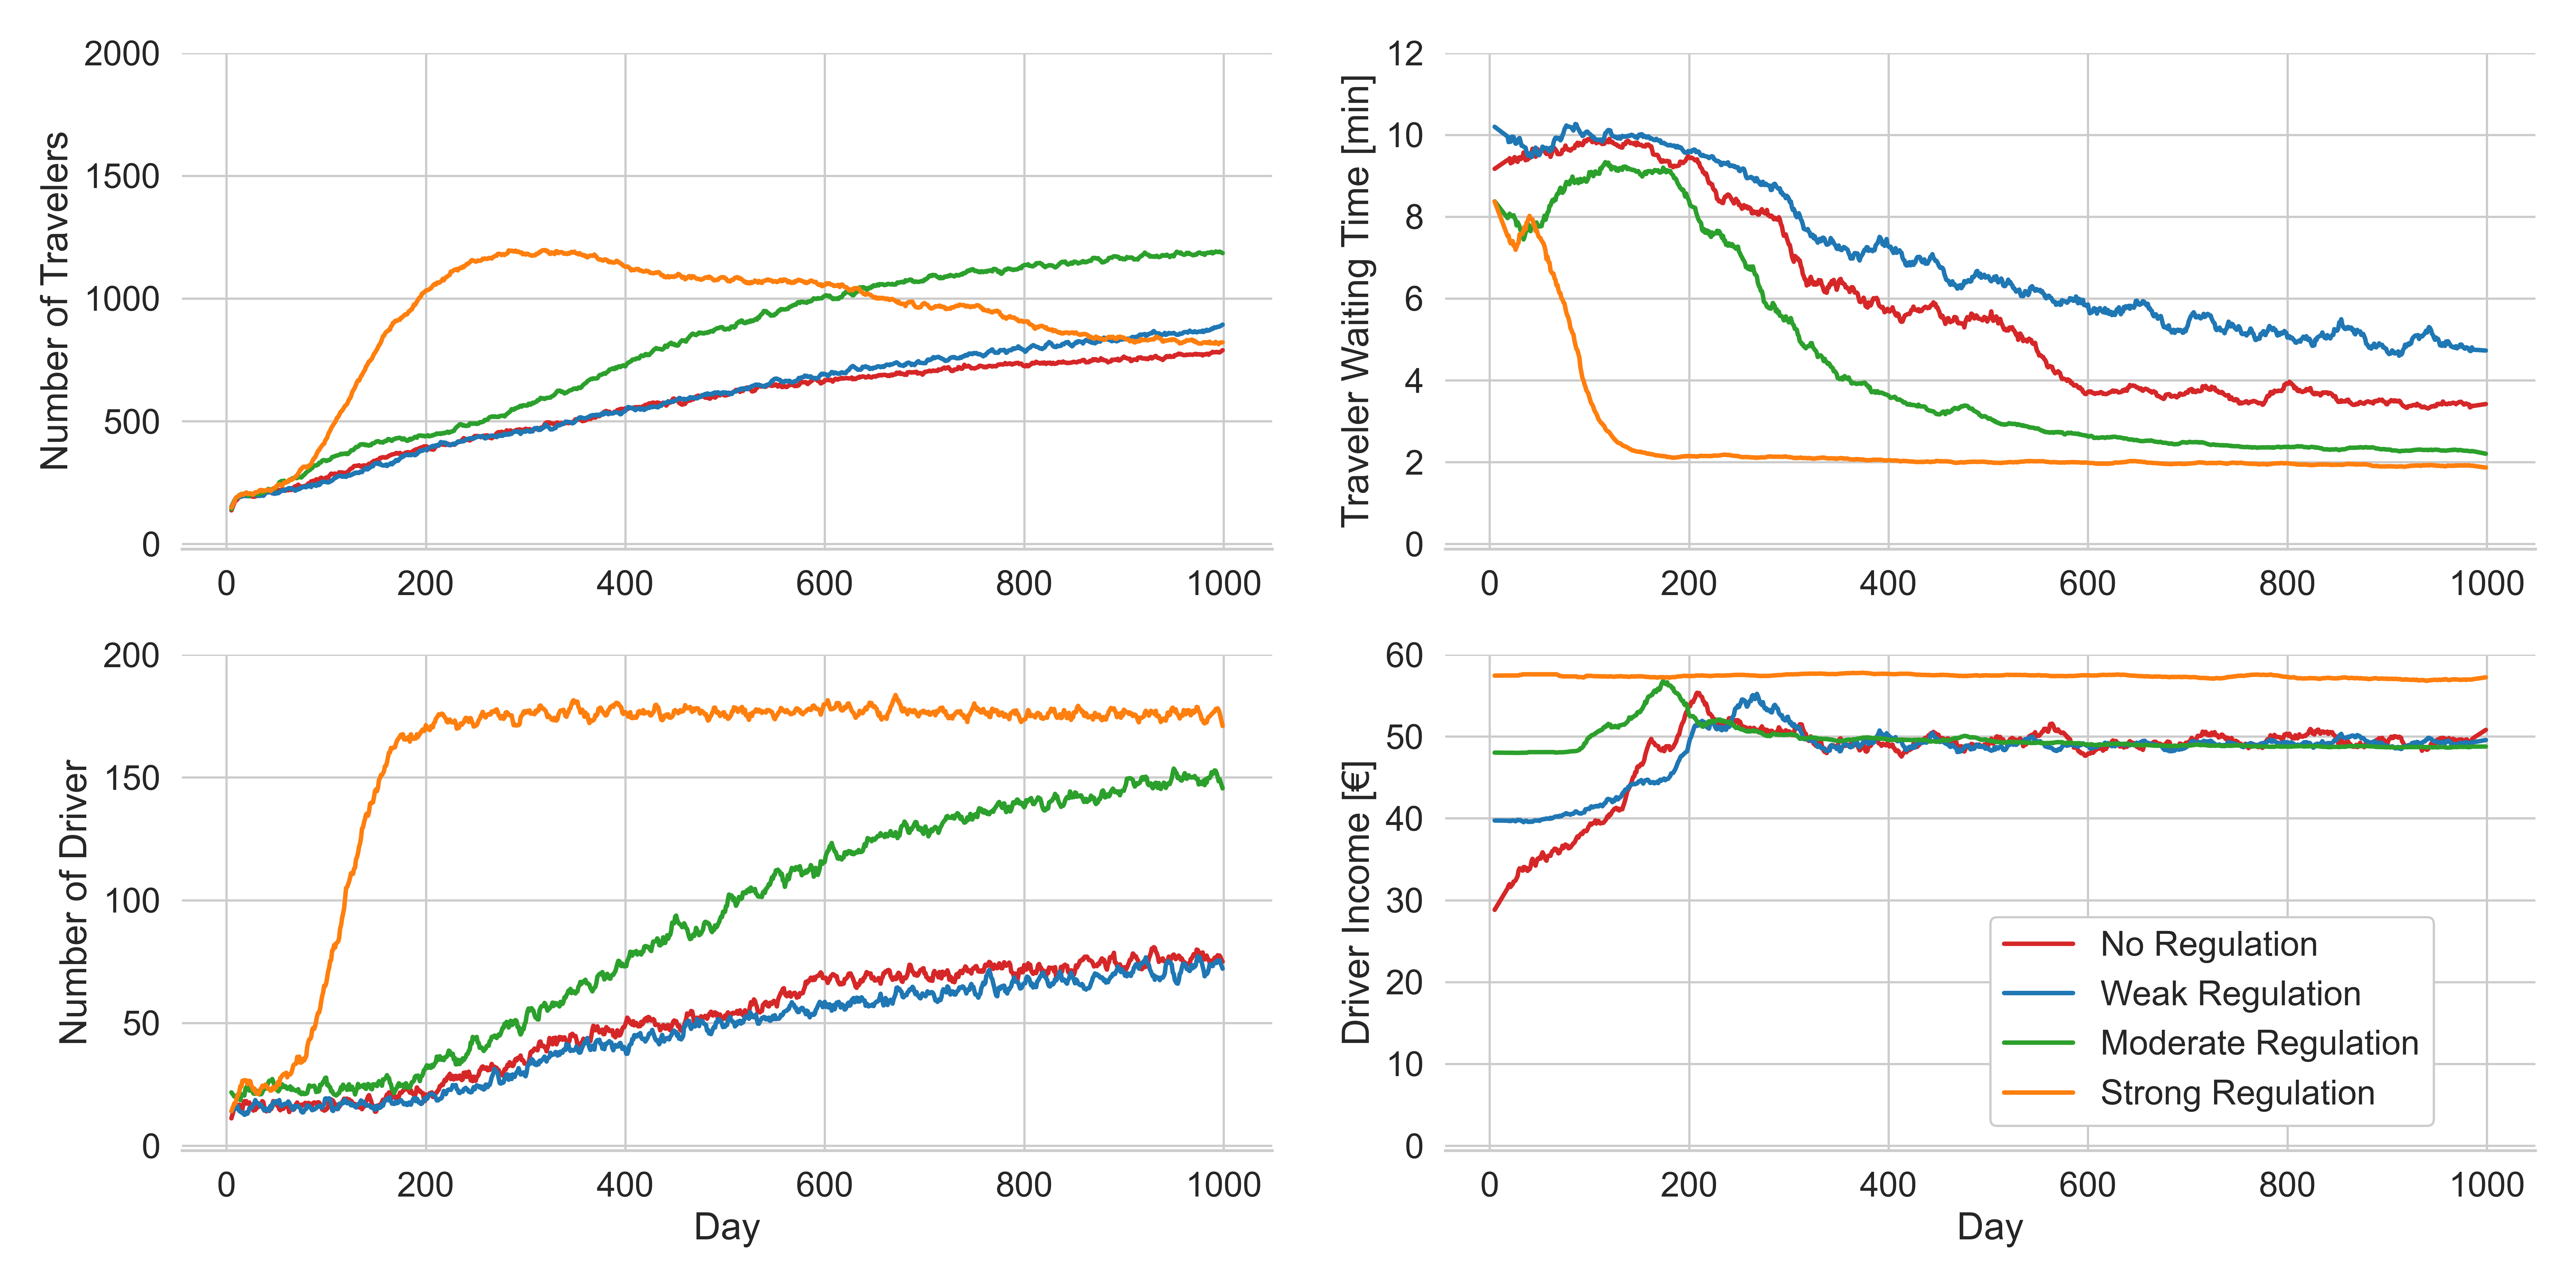 Number of Travelers
2000
1500
1000
500
0
0 200 400 600 800 1000
Traveler Waiting Time [min]
12
10
8
6
4
2
0
0 200 400 600 800 1000
Number of Driver
200
150
100
50
0
0 200 400 600 800 1000
Day
Driver Income [€]
60
50
40
30
20
10
0
No Regulation
Weak Regulation
Moderate Regulation
Strong Regulation
0 200 400 600 800 1000
Day